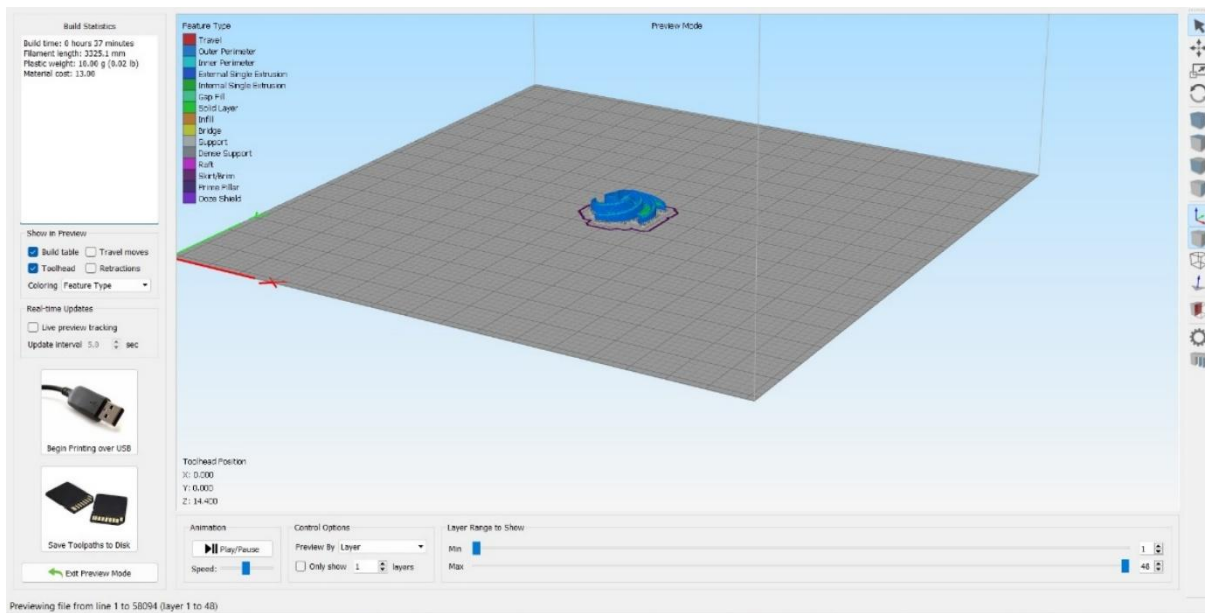 Build Statistics
Build time: 0 hours 37 minutes
Filament length: 3325.1 mm
Plastic weight: 10.00 g (0.02 lb)
Material cost: 13.00
Show in Preview
Build table
Travel moves
Toolhead
Retractions
Coloring Feature Type
Real-time Updates
Live preview tracking
Update interval 5.0 sec
Begin Printing over USB
Save Toolpaths to Disk
Exit Preview Mode
Feature Type
Travel
Outer Perimeter
Inner Perimeter
External Single Extrusion
Internal Single Extrusion
Gap Fill
Solid Layer
Infill
Bridge
Support
Dense Support
Raft
Skirt/Brim
Prime Pillar
Ooze Shield
Preview Mode
Toolhead Position
X: 0.000
Y: 0.000
Z: 14.400
Animation
Play/Pause
Speed:
Control Options
Preview By Layer
Only show 1 layers
Layer Range to Show
Min 1
Max 48
Previewing file from line 1 to 58094 (layer 1 to 48)